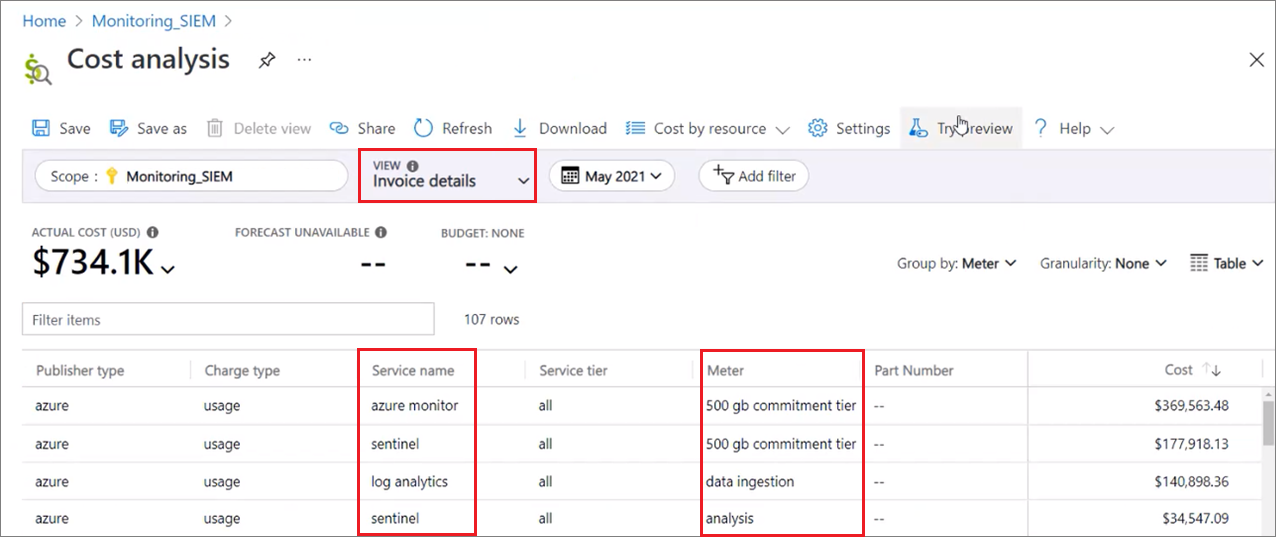 Home > Monitoring_SIEM >
Cost analysis ...
Save Save as Delete view Share Refresh Download Cost by resource Settings Try preview ? Help
Scope : Monitoring_SIEM VIEW Invoice details May 2021 Add filter
ACTUAL COST (USD) FORECAST UNAVAILABLE BUDGET: NONE
$734.1K -- --
Group by: Meter Granularity: None Table
Filter items 107 rows
Publisher type Charge type Service name Service tier Meter Part Number Cost ↑↓
azure usage azure monitor all 500 gb commitment tier -- $369,563.48
azure usage sentinel all 500 gb commitment tier -- $177,918.13
azure usage log analytics all data ingestion -- $140,898.36
azure usage sentinel all analysis -- $34,547.09